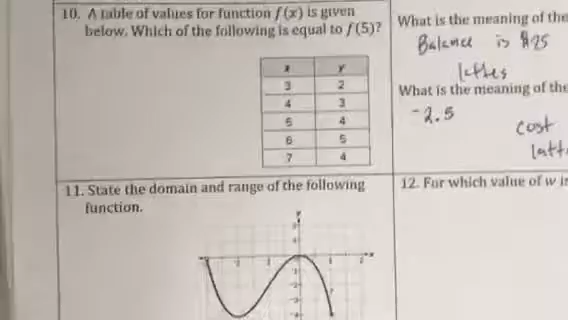 10. A table of values for function f(x) is given
below. Which of the following is equal to f(5)?
x y
3 2
4 3
5 4
6 5
7 4
What is the meaning of the
Balance is $25
lattes
What is the meaning of the
-2.5
cost
11. State the domain and range of the following
function.
y
x
12. For which value of w